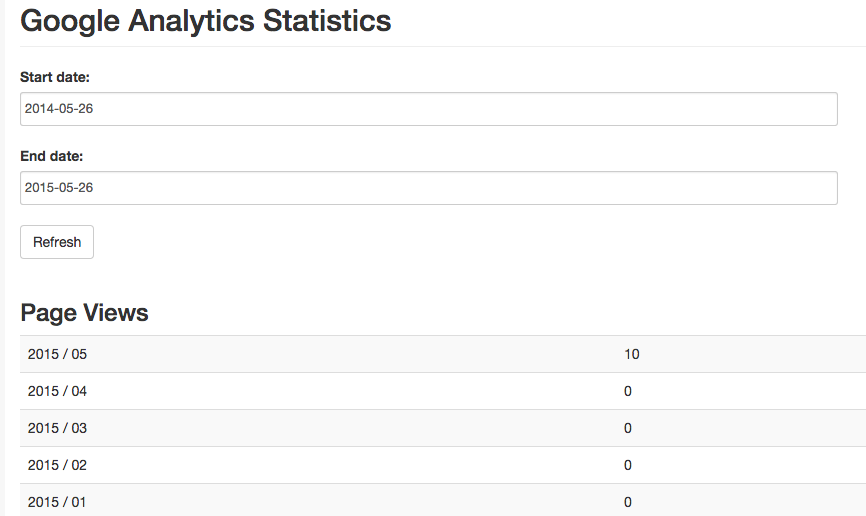 Google Analytics Statistics
Start date:
2014-05-26
End date:
2015-05-26
Refresh
Page Views
2015 / 05 10
2015 / 04 0
2015 / 03 0
2015 / 02 0
2015 / 01 0